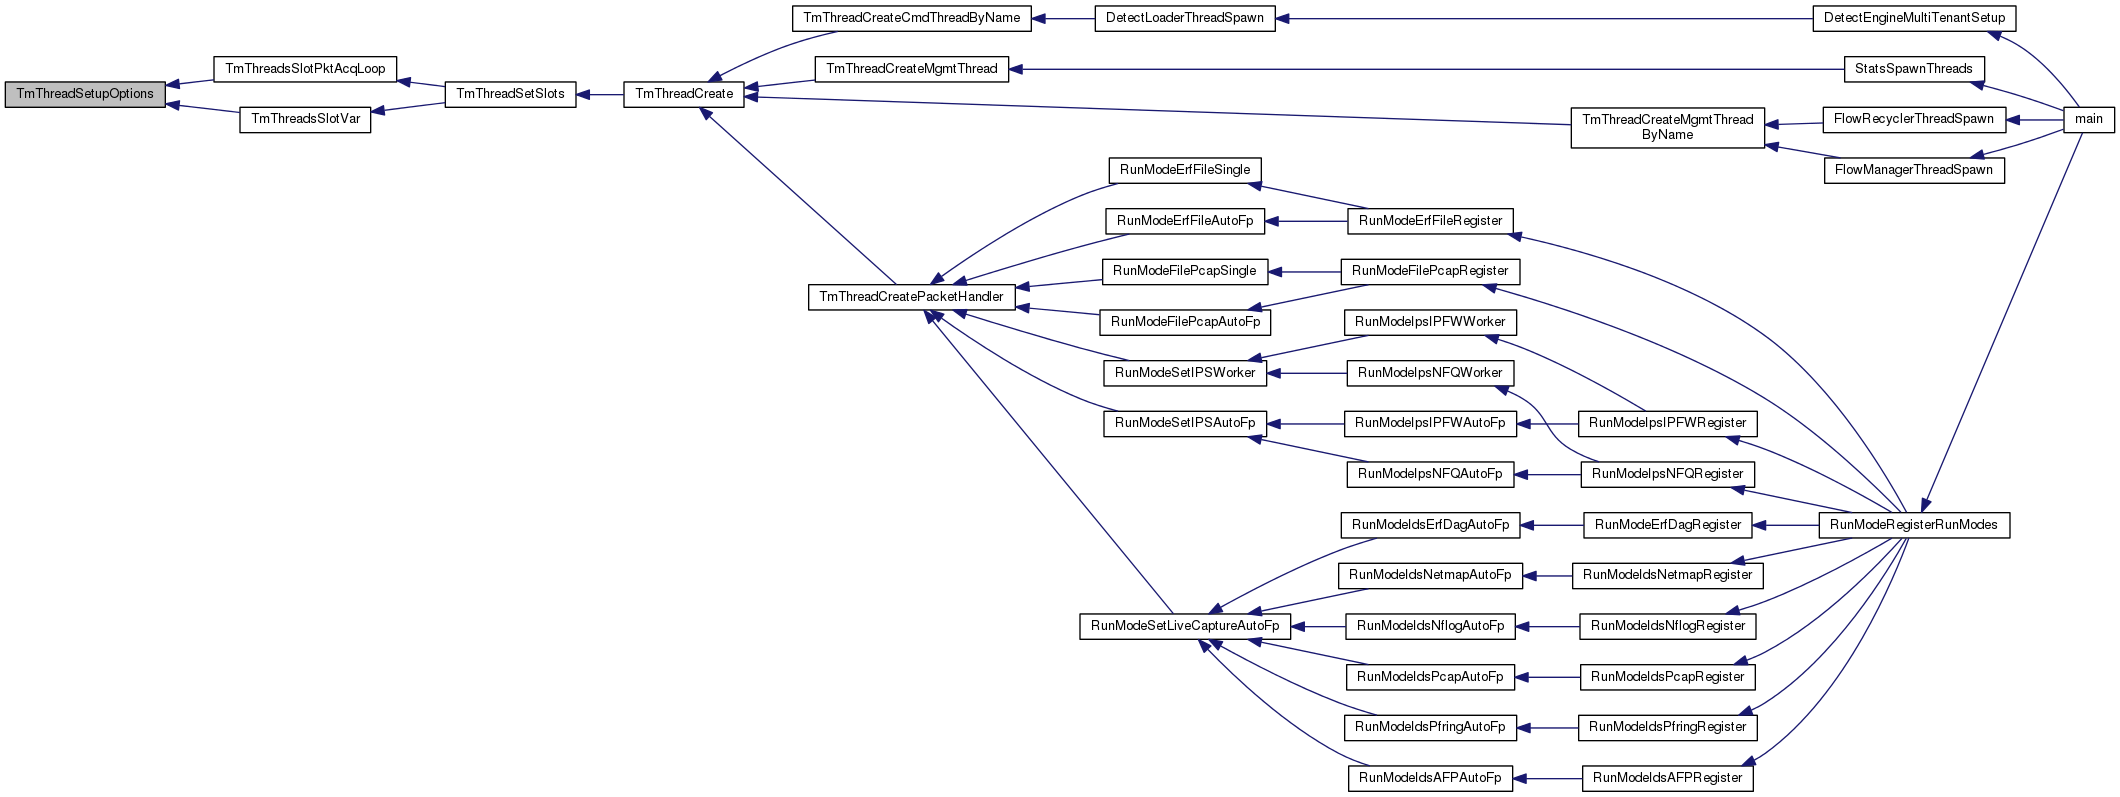 TmThreadCreateCmdThreadByName
DetectLoaderThreadSpawn
DetectEngineMultiTenantSetup
TmThreadsSlotPktAcqLoop
TmThreadCreateMgmtThread
StatsSpawnThreads
TmThreadSetupOptions
TmThreadSetSlots
TmThreadCreate
TmThreadsSlotVar
TmThreadCreateMgmtThread
ByName
FlowRecyclerThreadSpawn
main
FlowManagerThreadSpawn
RunModeErfFileSingle
RunModeErfFileAutoFp
RunModeErfFileRegister
RunModeFilePcapSingle
RunModeFilePcapRegister
TmThreadCreatePacketHandler
RunModeFilePcapAutoFp
RunModeIpsIPFWWorker
RunModeSetIPSWorker
RunModeIpsNFQWorker
RunModeSetIPSAutoFp
RunModeIpsIPFWAutoFp
RunModeIpsIPFWRegister
RunModeIpsNFQAutoFp
RunModeIpsNFQRegister
RunModeIdsErfDagAutoFp
RunModeErfDagRegister
RunModeRegisterRunModes
RunModeIdsNetmapAutoFp
RunModeIdsNetmapRegister
RunModeSetLiveCaptureAutoFp
RunModeIdsNflogAutoFp
RunModeIdsNflogRegister
RunModeIdsPcapAutoFp
RunModeIdsPcapRegister
RunModeIdsPfringAutoFp
RunModeIdsPfringRegister
RunModeIdsAFPAutoFp
RunModeIdsAFPRegister